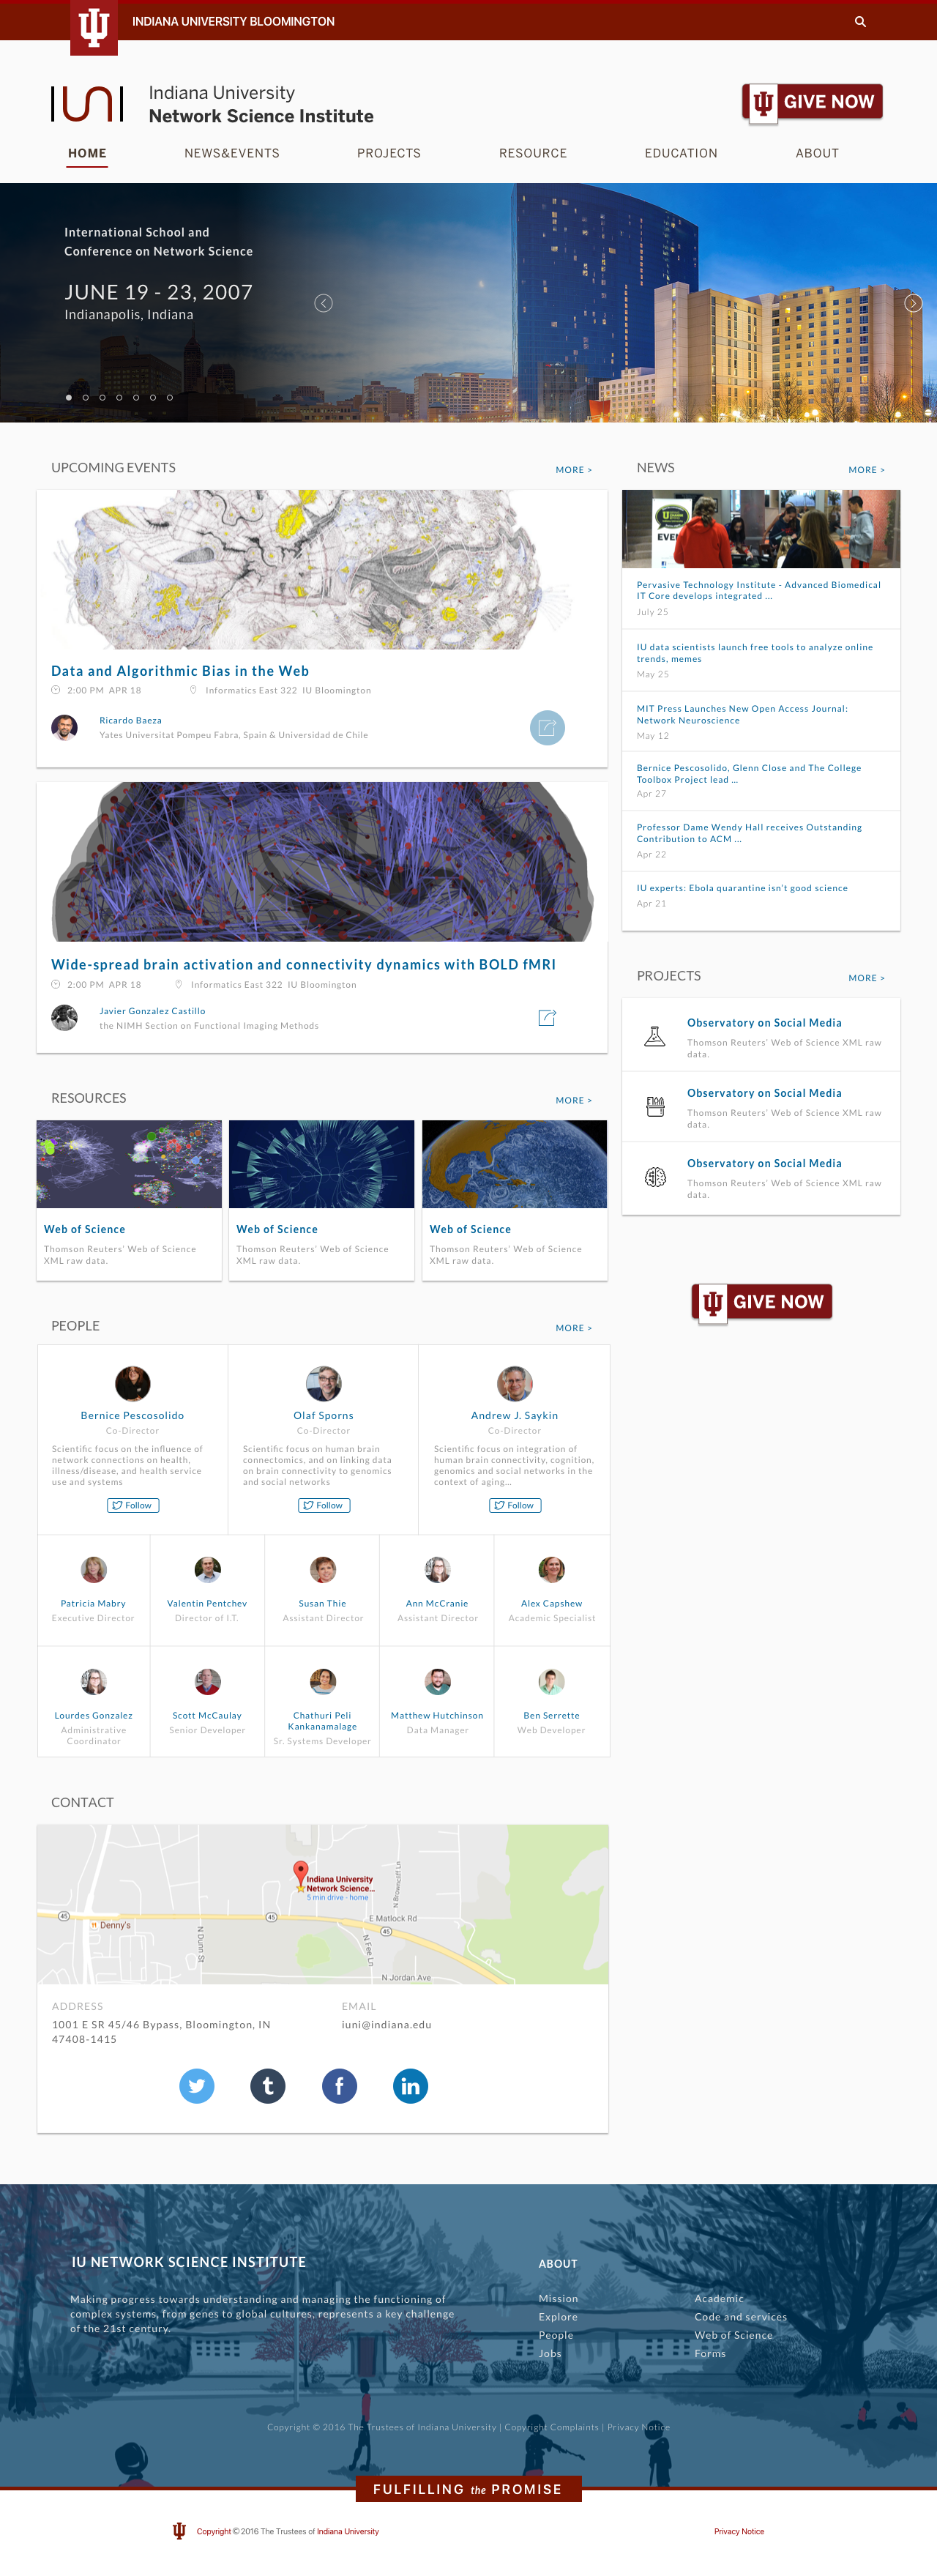 INDIANA UNIVERSITY BLOOMINGTON
IUNI
Indiana University
Network Science Institute
GIVE NOW
HOME
NEWS&EVENTS
PROJECTS
RESOURCE
EDUCATION
ABOUT
International School and
Conference on Network Science
JUNE 19 - 23, 2007
Indianapolis, Indiana
UPCOMING EVENTS
MORE >
Data and Algorithmic Bias in the Web
2:00 PM APR 18
Informatics East 322 IU Bloomington
Ricardo Baeza
Yates Universitat Pompeu Fabra, Spain & Universidad de Chile
Wide-spread brain activation and connectivity dynamics with BOLD fMRI
2:00 PM APR 18
Informatics East 322 IU Bloomington
Javier Gonzalez Castillo
the NIMH Section on Functional Imaging Methods
NEWS
MORE >
EVEN
Pervasive Technology Institute - Advanced Biomedical
IT Core develops integrated ...
July 25
IU data scientists launch free tools to analyze online
trends, memes
May 25
MIT Press Launches New Open Access Journal:
Network Neuroscience
May 12
Bernice Pescosolido, Glenn Close and The College
Toolbox Project lead ...
Apr 27
Professor Dame Wendy Hall receives Outstanding
Contribution to ACM ...
Apr 22
IU experts: Ebola quarantine isn't good science
Apr 21
PROJECTS
MORE >
Observatory on Social Media
Thomson Reuters' Web of Science XML raw
data.
Observatory on Social Media
Thomson Reuters' Web of Science XML raw
data.
Observatory on Social Media
Thomson Reuters' Web of Science XML raw
data.
GIVE NOW
RESOURCES
MORE >
Web of Science
Thomson Reuters' Web of Science
XML raw data.
Web of Science
Thomson Reuters' Web of Science
XML raw data.
Web of Science
Thomson Reuters' Web of Science
XML raw data.
PEOPLE
MORE >
Bernice Pescosolido
Co-Director
Scientific focus on the influence of
network connections on health,
illness/disease, and health service
use and systems
Follow
Olaf Sporns
Co-Director
Scientific focus on human brain
connectomics, and on linking data
on brain connectivity to genomics
and social networks
Follow
Andrew J. Saykin
Co-Director
Scientific focus on integration of
human brain connectivity, cognition,
genomics and social networks in the
context of aging...
Follow
Patricia Mabry
Executive Director
Valentin Pentchev
Director of I.T.
Susan Thie
Assistant Director
Ann McCranie
Assistant Director
Alex Capshew
Academic Specialist
Lourdes Gonzalez
Administrative
Coordinator
Scott McCaulay
Senior Developer
Chathuri Peli
Kankanamalage
Sr. Systems Developer
Matthew Hutchinson
Data Manager
Ben Serrette
Web Developer
CONTACT
Indiana University
Network Science...
5 min drive - home
45
Denny's
N Dunn St
45
N Fee Ln
E Matlock Rd
45
N Browncliff Ln
N Jordan Ave
ADDRESS
1001 E SR 45/46 Bypass, Bloomington, IN
47408-1415
EMAIL
iuni@indiana.edu
IU NETWORK SCIENCE INSTITUTE
Making progress towards understanding and managing the functioning of
complex systems, from genes to global cultures, represents a key challenge
of the 21st century.
ABOUT
Mission
Explore
People
Jobs
Academic
Code and services
Web of Science
Forms
Copyright © 2016 The Trustees of Indiana University | Copyright Complaints | Privacy Notice
FULFILLING the PROMISE
Copyright © 2016 The Trustees of Indiana University
Privacy Notice